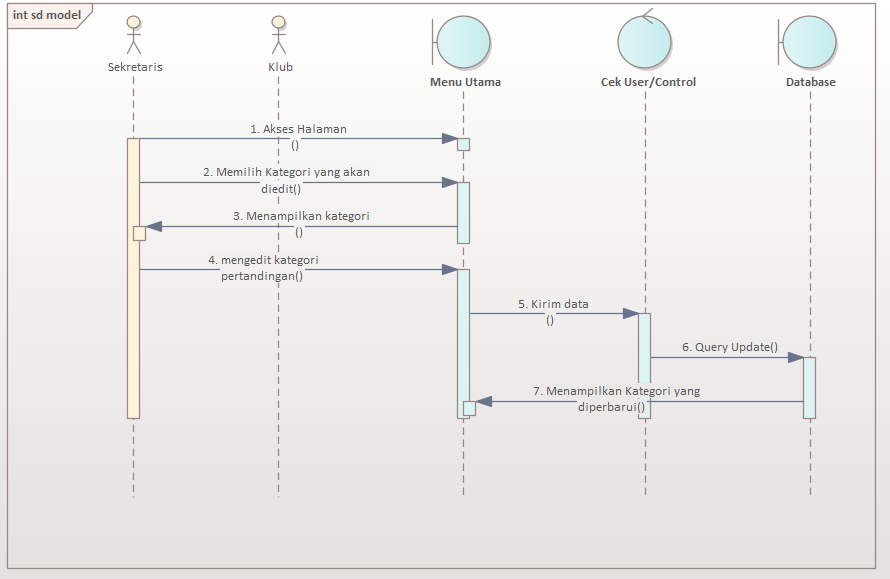 int sd model
Sekretaris
Klub
Menu Utama
Cek User/Control
Database
1. Akses Halaman
()
2. Memilih Kategori yang akan
diedit()
3. Menampilkan kategori
()
4. mengedit kategori
pertandingan()
5. Kirim data
()
6. Query Update()
7. Menampilkan Kategori yang
diperbarui()